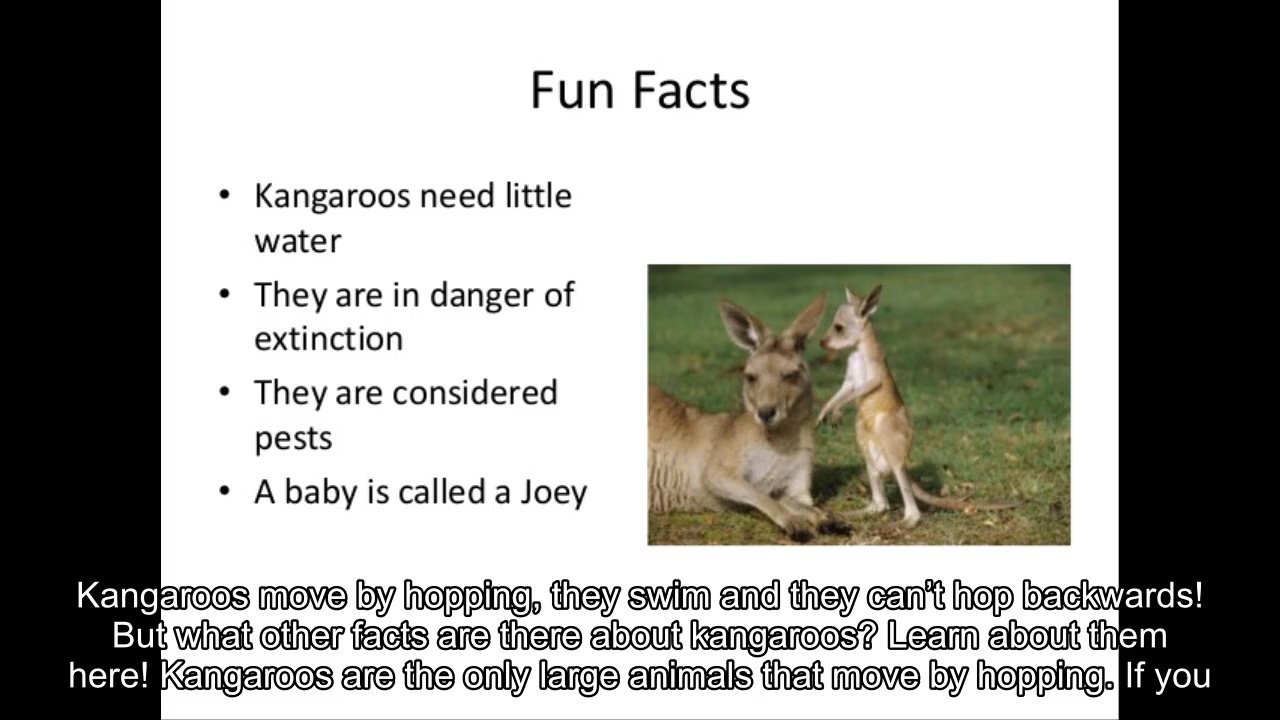 Fun Facts
• Kangaroos need little
water
• They are in danger of
extinction
• They are considered
pests
• A baby is called a Joey
Kangaroos move by hopping, they swim and they can’t hop backwards!
But what other facts are there about kangaroos? Learn about them
here! Kangaroos are the only large animals that move by hopping. If you